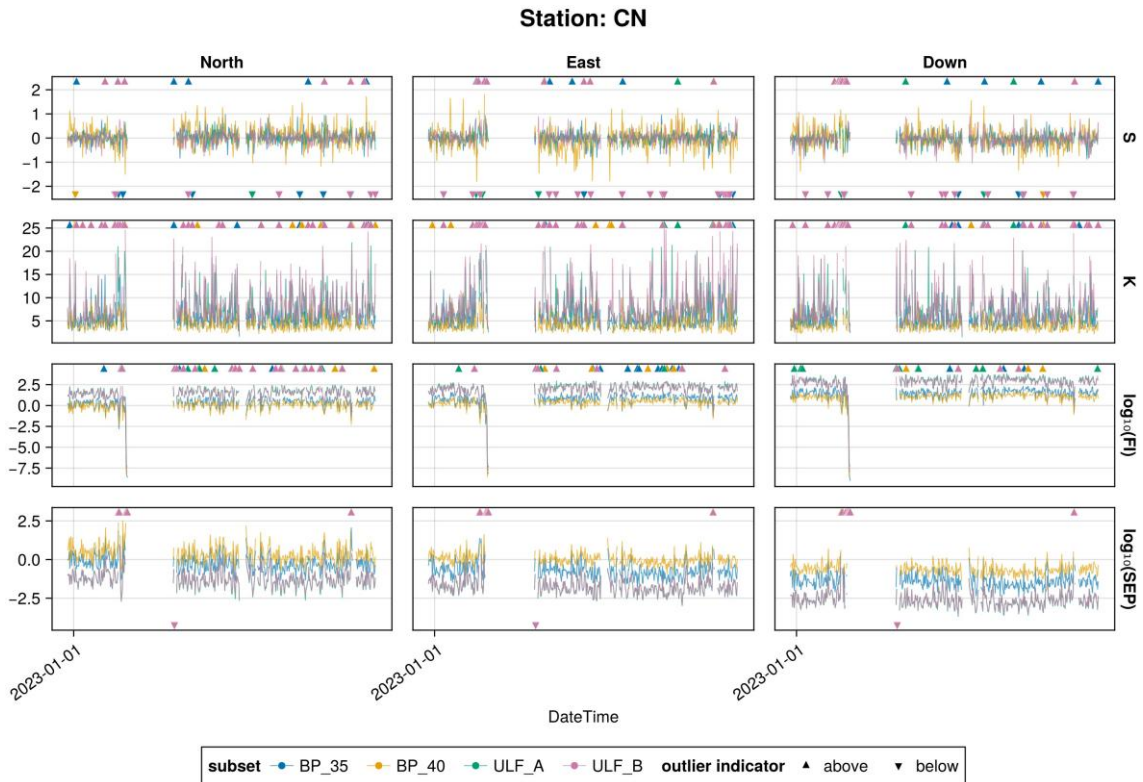 Station: CN
North East Down
2
1
0
−1
−2
S
25
20
15
10
5
K
2.5
0.0
−2.5
−5.0
−7.5
log₁₀(FI)
2.5
0.0
−2.5
log₁₀(SEP)
2023-01-01 2023-01-01 2023-01-01
DateTime
subset BP_35 BP_40 ULF_A ULF_B outlier indicator above below